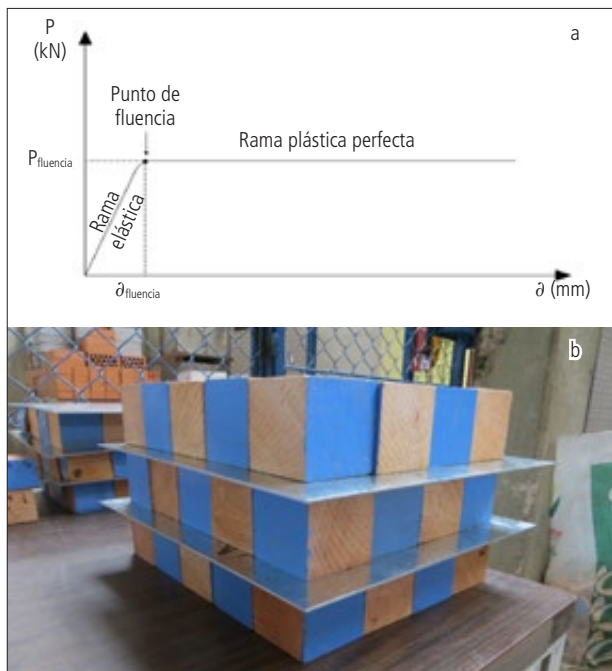 P
(kN)
a
Punto de
fluencia
Rama plástica perfecta
Pfluencia
Rama
elástica
∂fluencia
∂ (mm)
b